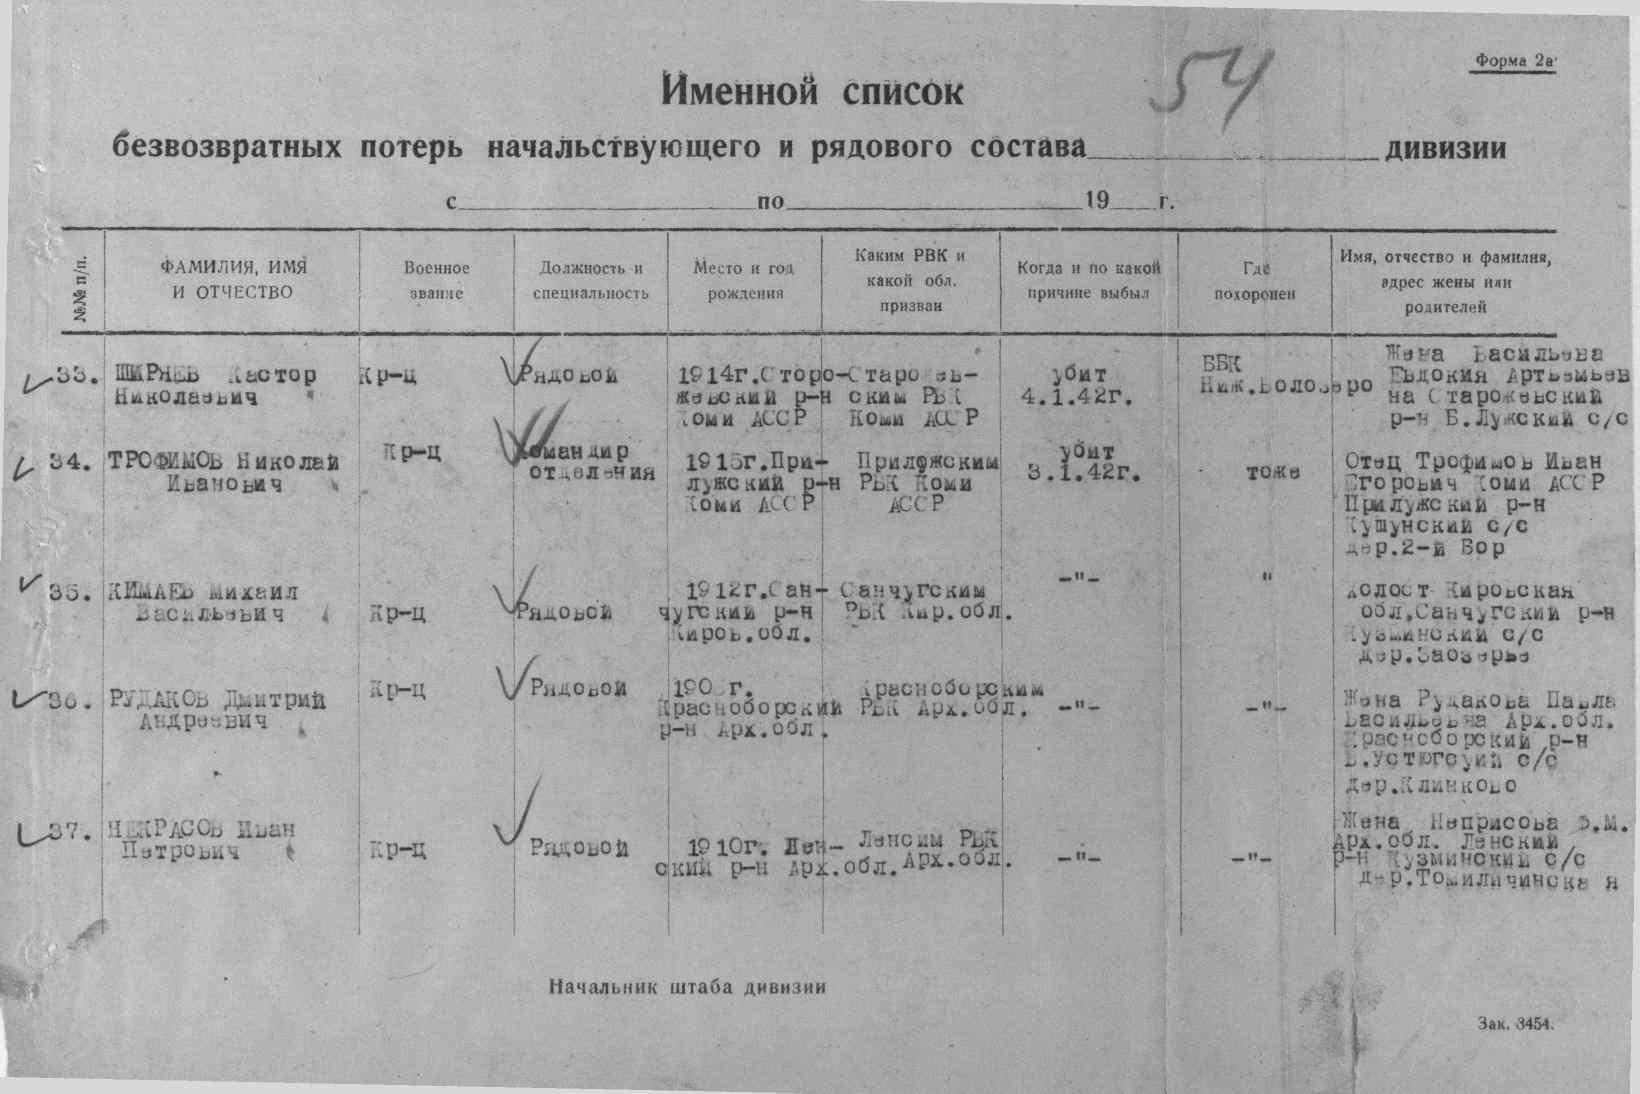 54
Форма 2а
Именной список
безвозвратных потерь начальствующего и рядового состава дивизии
с по 19 г.
№№ п/п.
ФАМИЛИЯ, ИМЯ
И ОТЧЕСТВО
Военное
звание
Должность и
специальность
Место и год
рождения
Каким РВК и
какой обл.
призван
Когда и по какой
причине выбыл
Где
похоронен
Имя, отчество и фамилия,
адрес жены или
родителей
33.
ШИРЯЕВ Кастор
Николаевич
Кр-ц
Рядовой
1914г.Сторо-
жевский р-н
Коми АССР
Старожев-
ским РВК
Коми АССР
убит
4.1.42г.
ББК
Ниж.Волозеро
Жена Васильева
Евдокия Артьемьев
на Старожевский
р-н Б.Лужский с/с
34.
ТРОФИМОВ Николай
Иванович
Кр-ц
Командир
отделения
1915г.При-
лужский р-н
Коми АССР
Прилужским
РВК Коми
АССР
убит
3.1.42г.
тоже
Отец Трофимов Иван
Егорович Коми АССР
Прилужский р-н
Кушунский с/с
дер.2-й Бор
35.
КИМАЕВ Михаил
Васильевич
Кр-ц
Рядовой
1912г.Сан-
чугский р-н
Киров.обл.
Санчугским
РВК Кир.обл.
-"-
"
Холост Кировская
обл.Санчугский р-н
Кузминский с/с
дер.Заозерье
36.
РУДАКОВ Дмитрий
Андреевич
Кр-ц
Рядовой
Красноборский
р-н Арх.обл.
Красноборским
РВК Арх.обл.
-"-
-"-
Жена Рудакова Павла
Васильевна Арх.обл.
Красноборский р-н
с/с
дер.Клинково
37.
НЕКРАСОВ Иван
Петрович
Кр-ц
Рядовой
1910г. Лен-
ский р-н Арх.обл.
Ленсим РВК
Арх.обл.
-"-
-"-
Жена Неприсова
Арх.обл. Ленский
р-н Кузминский с/с
дер.Томиличинская
Начальник штаба дивизии
Зак. 3454.